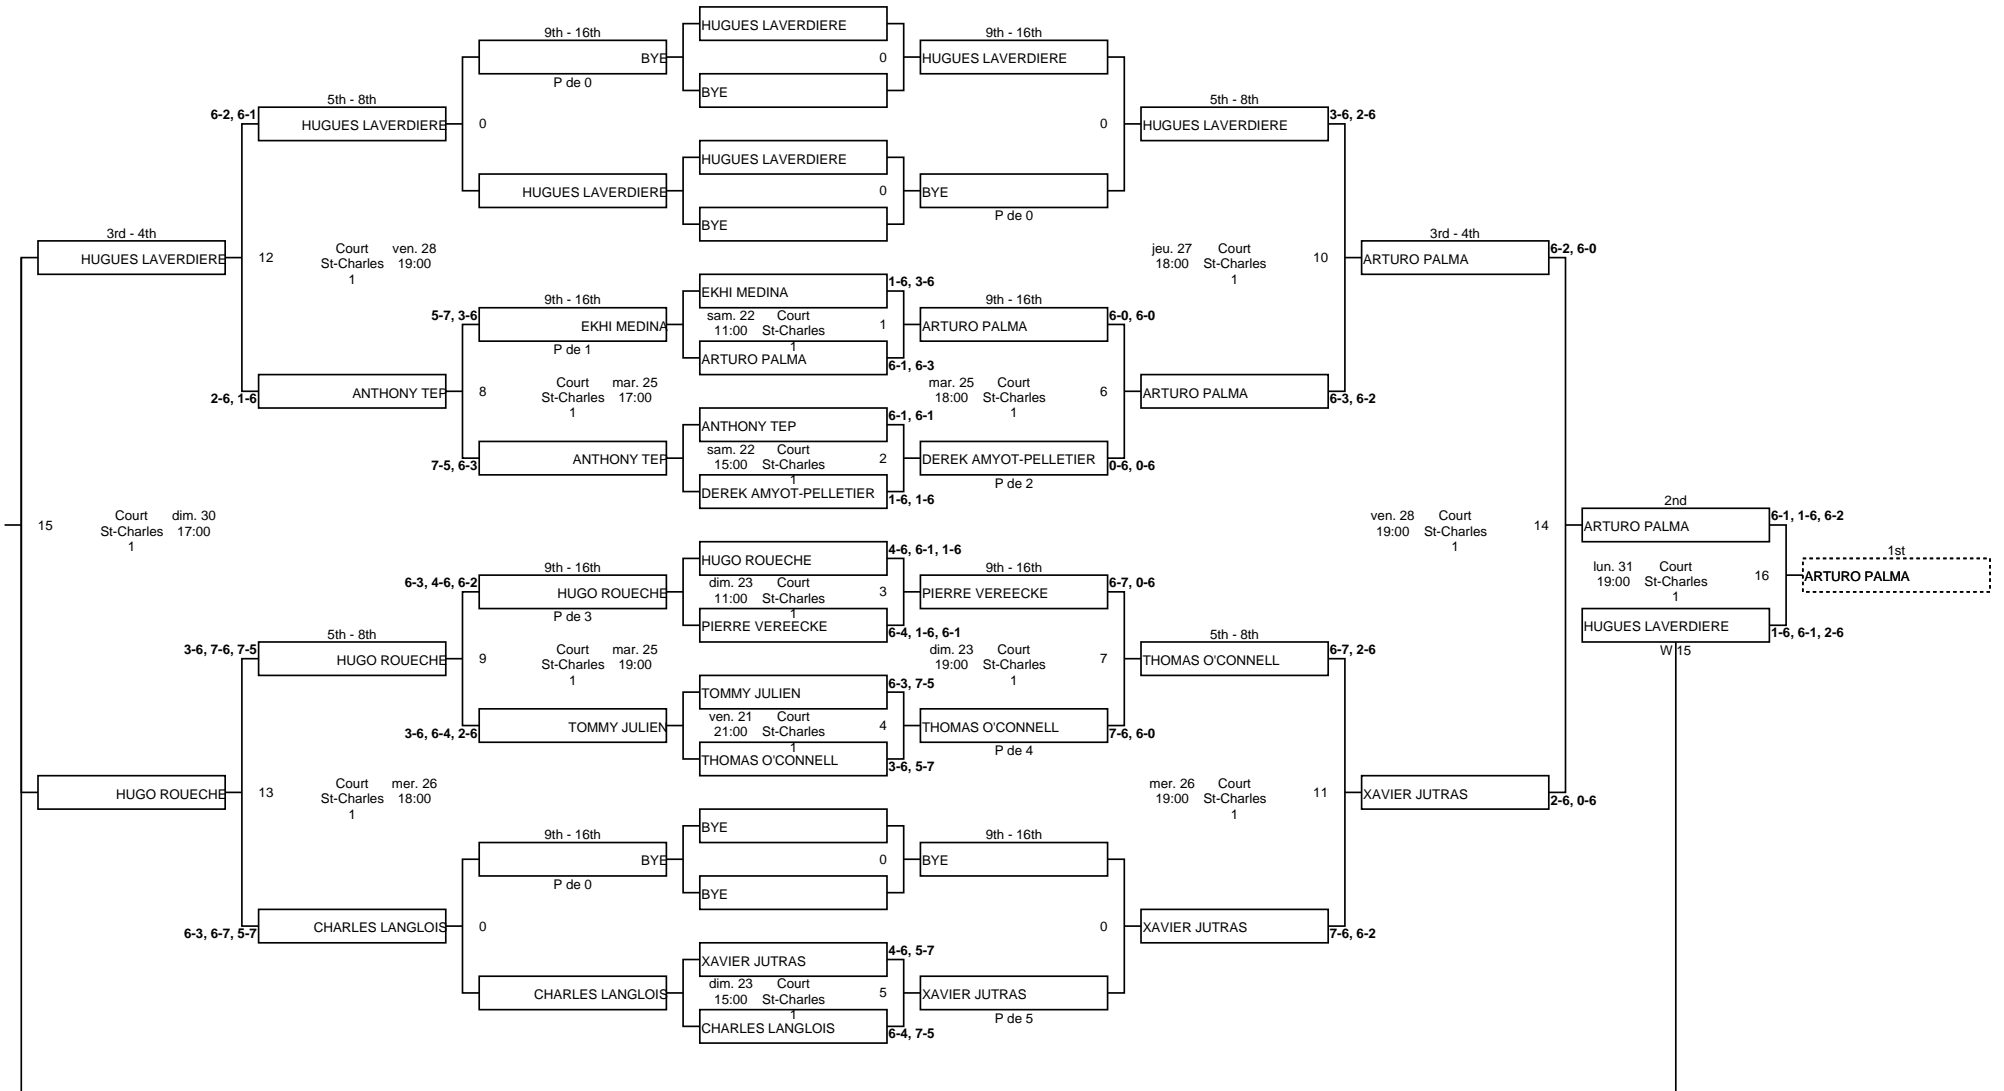 HUGUES LAVERDIERE
9th - 16th
9th - 16th
BYE
0
HUGUES LAVERDIERE
P de 0
BYE
5th - 8th
5th - 8th
6-2, 6-1
3-6, 2-6
HUGUES LAVERDIERE
0
0
HUGUES LAVERDIERE
HUGUES LAVERDIERE
HUGUES LAVERDIERE
0
BYE
P de 0
BYE
3rd - 4th
3rd - 4th
HUGUES LAVERDIERE
12
Court ven. 28
St-Charles 19:00
1
jeu. 27 Court
18:00 St-Charles
1
10
ARTURO PALMA
6-2, 6-0
1-6, 3-6
EKHI MEDINA
9th - 16th
9th - 16th
5-7, 3-6
EKHI MEDINA
sam. 22 Court
11:00 St-Charles
1
1
ARTURO PALMA
6-0, 6-0
P de 1
ARTURO PALMA
6-1, 6-3
2-6, 1-6
ANTHONY TEP
8
Court mar. 25
St-Charles 17:00
1
mar. 25 Court
18:00 St-Charles
1
6
ARTURO PALMA
6-3, 6-2
6-1, 6-1
ANTHONY TEP
7-5, 6-3
ANTHONY TEP
sam. 22 Court
15:00 St-Charles
1
2
DEREK AMYOT-PELLETIER
0-6, 0-6
P de 2
DEREK AMYOT-PELLETIER
1-6, 1-6
15
Court dim. 30
St-Charles 17:00
1
ven. 28 Court
19:00 St-Charles
1
14
2nd
ARTURO PALMA
6-1, 1-6, 6-2
4-6, 6-1, 1-6
HUGO ROUECHE
9th - 16th
9th - 16th
6-3, 4-6, 6-2
HUGO ROUECHE
dim. 23 Court
11:00 St-Charles
1
3
PIERRE VEREECKE
6-7, 0-6
lun. 31 Court
19:00 St-Charles
1
16
1st
ARTURO PALMA
P de 3
PIERRE VEREECKE
6-4, 1-6, 6-1
HUGUES LAVERDIERE
1-6, 6-1, 2-6
W 15
5th - 8th
5th - 8th
3-6, 7-6, 7-5
HUGO ROUECHE
9
Court mar. 25
St-Charles 19:00
1
dim. 23 Court
19:00 St-Charles
1
7
THOMAS O'CONNELL
6-7, 2-6
6-3, 7-5
TOMMY JULIEN
3-6, 6-4, 2-6
TOMMY JULIEN
ven. 21 Court
21:00 St-Charles
1
4
THOMAS O'CONNELL
7-6, 6-0
P de 4
THOMAS O'CONNELL
3-6, 5-7
HUGO ROUECHE
13
Court mer. 26
St-Charles 18:00
1
mer. 26 Court
19:00 St-Charles
1
11
XAVIER JUTRAS
2-6, 0-6
BYE
9th - 16th
9th - 16th
BYE
0
BYE
P de 0
BYE
6-3, 6-7, 5-7
CHARLES LANGLOIS
0
0
XAVIER JUTRAS
7-6, 6-2
4-6, 5-7
XAVIER JUTRAS
CHARLES LANGLOIS
dim. 23 Court
15:00 St-Charles
1
5
XAVIER JUTRAS
P de 5
CHARLES LANGLOIS
6-4, 7-5